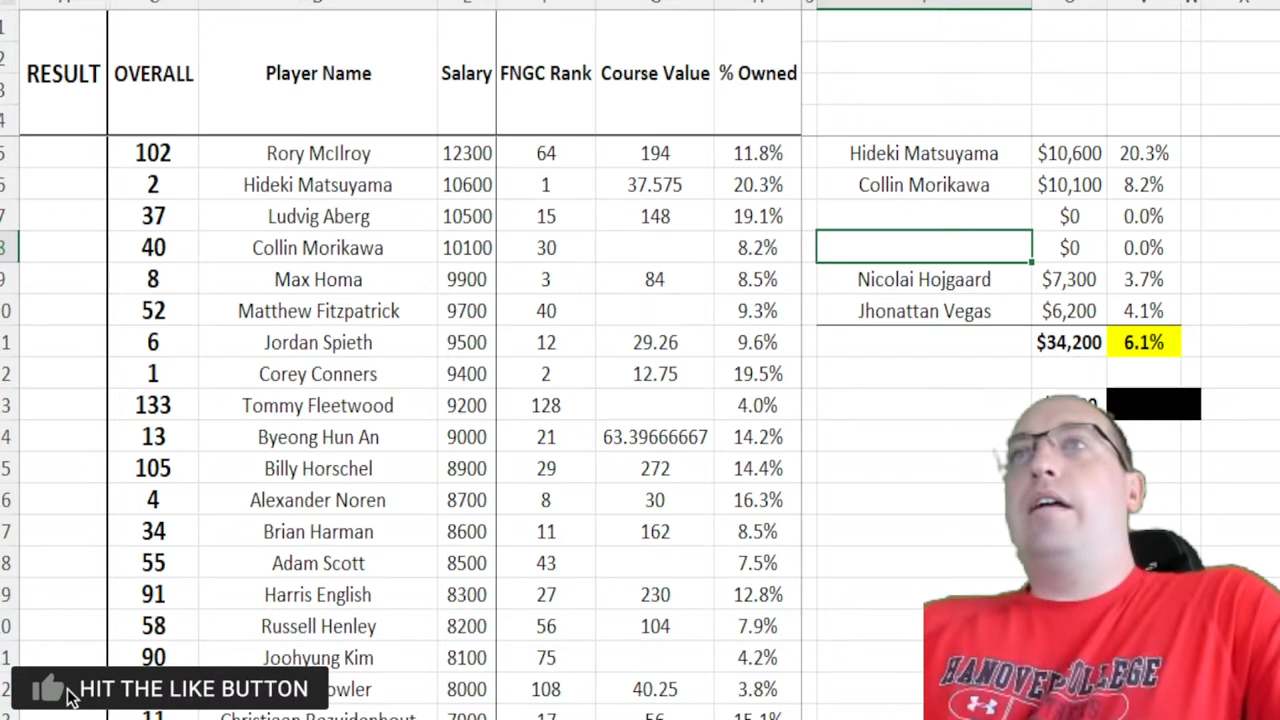 RESULT OVERALL Player Name Salary FNGC Rank Course Value % Owned
102 Rory McIlroy 12300 64 194 11.8% Hideki Matsuyama $10,600 20.3%
2 Hideki Matsuyama 10600 1 37.575 20.3% Collin Morikawa $10,100 8.2%
37 Ludvig Aberg 10500 15 148 19.1% $0 0.0%
40 Collin Morikawa 10100 30 8.2% $0 0.0%
8 Max Homa 9900 3 84 8.5% Nicolai Hojgaard $7,300 3.7%
52 Matthew Fitzpatrick 9700 40 9.3% Jhonattan Vegas $6,200 4.1%
6 Jordan Spieth 9500 12 29.26 9.6% $34,200 6.1%
1 Corey Conners 9400 2 12.75 19.5%
133 Tommy Fleetwood 9200 128 4.0%
13 Byeong Hun An 9000 21 63.39666667 14.2%
105 Billy Horschel 8900 29 272 14.4%
4 Alexander Noren 8700 8 30 16.3%
34 Brian Harman 8600 11 162 8.5%
55 Adam Scott 8500 43 7.5%
91 Harris English 8300 27 230 12.8%
58 Russell Henley 8200 56 104 7.9%
90 Joohyung Kim 8100 75 4.2%
HIT THE LIKE BUTTON 8000 108 40.25 3.8%
HANOVER COLLEGE